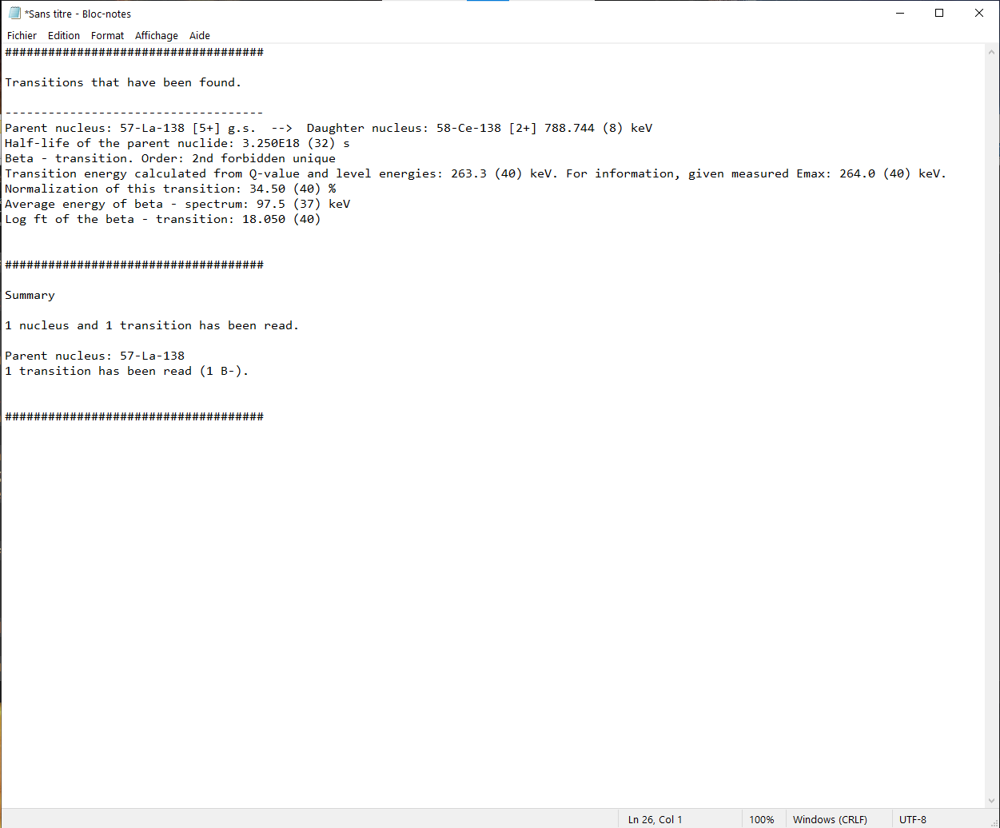 *Sans titre - Bloc-notes
Fichier Edition Format Affichage Aide
####################################
Transitions that have been found.
------------------------------------
Parent nucleus: 57-La-138 [5+] g.s.  -->  Daughter nucleus: 58-Ce-138 [2+] 788.744 (8) keV
Half-life of the parent nuclide: 3.250E18 (32) s
Beta - transition. Order: 2nd forbidden unique
Transition energy calculated from Q-value and level energies: 263.3 (40) keV. For information, given measured Emax: 264.0 (40) keV.
Normalization of this transition: 34.50 (40) %
Average energy of beta - spectrum: 97.5 (37) keV
Log ft of the beta - transition: 18.050 (40)
####################################
Summary
1 nucleus and 1 transition has been read.
Parent nucleus: 57-La-138
1 transition has been read (1 B-).
####################################
Ln 26, Col 1 100% Windows (CRLF) UTF-8